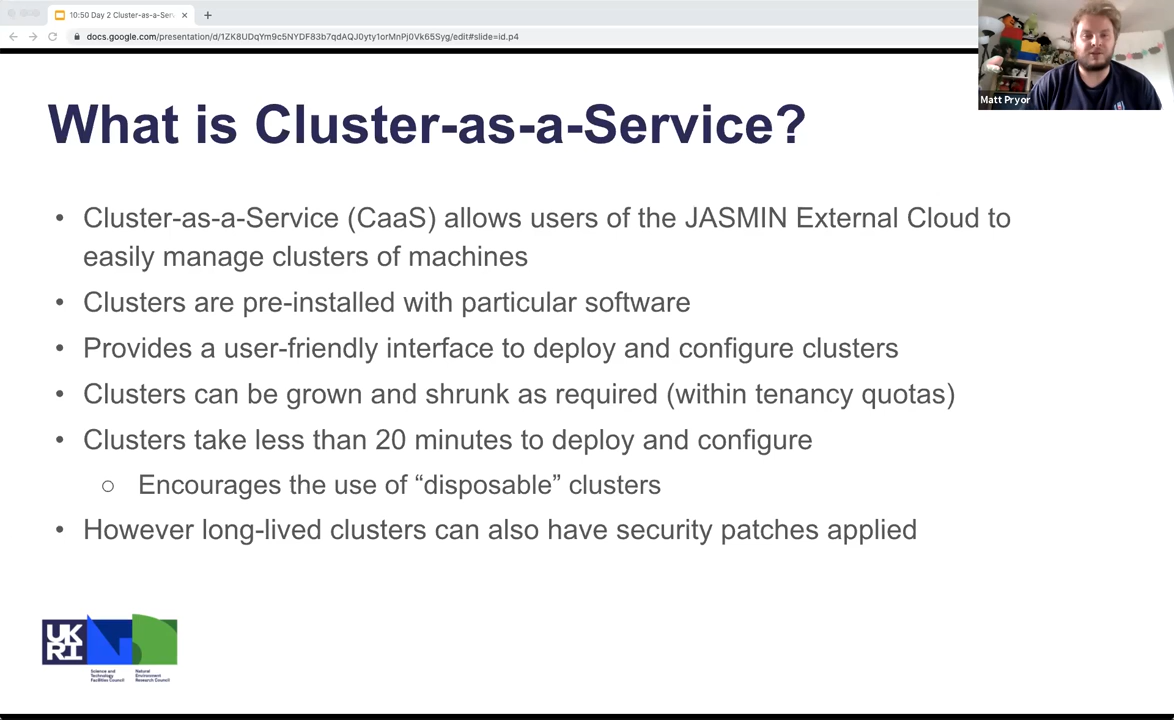 10:50 Day 2 Cluster-as-a-Serv
docs.google.com/presentation/d/1ZK8UDqYm9c5NYDF83b7qdAQJ0yty1orMnPj0Vk65Syg/edit#slide=id.p4
Matt Pryor
What is Cluster-as-a-Service?
• Cluster-as-a-Service (CaaS) allows users of the JASMIN External Cloud to
easily manage clusters of machines
• Clusters are pre-installed with particular software
• Provides a user-friendly interface to deploy and configure clusters
• Clusters can be grown and shrunk as required (within tenancy quotas)
• Clusters take less than 20 minutes to deploy and configure
○ Encourages the use of “disposable” clusters
• However long-lived clusters can also have security patches applied
UK
RI
Science and
Technology
Facilities Council
Natural
Environment
Research Council